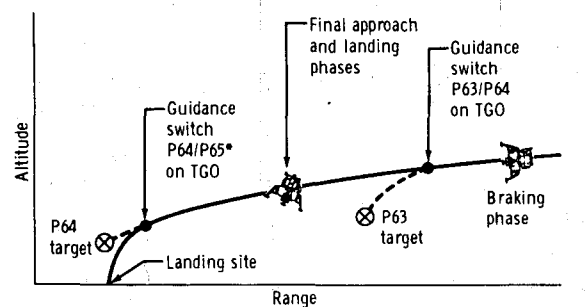 Final approach
and landing
phases
Guidance
switch
P63/P64
on TGO
Guidance
switch
P64/P65*
on TGO
Altitude
P64
target
P63
target
Braking
phase
Landing site
Range